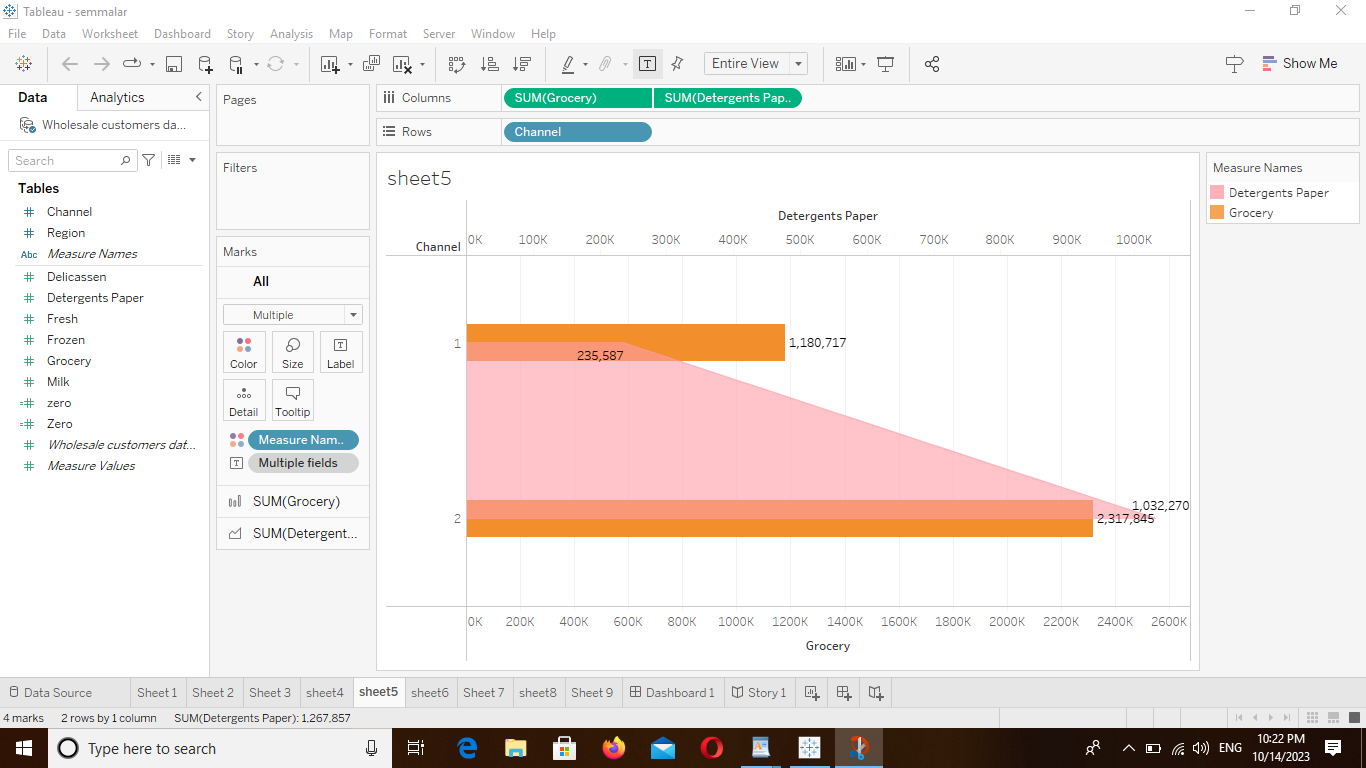 Tableau - semmalar
File Data Worksheet Dashboard Story Analysis Map Format Server Window Help
Entire View
Show Me
Data Analytics
Wholesale customers da...
Search
Tables
Channel
Region
Abc Measure Names
Delicassen
Detergents Paper
Fresh
Frozen
Grocery
Milk
zero
Zero
Wholesale customers dat...
Measure Values
Pages
Filters
Marks
All
Multiple
Color Size Label
Detail Tooltip
Measure Nam..
Multiple fields
SUM(Grocery)
SUM(Detergent...
Columns SUM(Grocery) SUM(Detergents Pap..
Rows Channel
sheet5
Detergents Paper
Channel 0K 100K 200K 300K 400K 500K 600K 700K 800K 900K 1000K
1 1,180,717
235,587
1,032,270
2 2,317,845
0K 200K 400K 600K 800K 1000K 1200K 1400K 1600K 1800K 2000K 2200K 2400K 2600K
Grocery
Measure Names
Detergents Paper
Grocery
Data Source Sheet 1 Sheet 2 Sheet 3 sheet4 sheet5 sheet6 Sheet 7 sheet8 Sheet 9 Dashboard 1 Story 1
4 marks 2 rows by 1 column SUM(Detergents Paper): 1,267,857
Type here to search
ENG
10:22 PM
10/14/2023